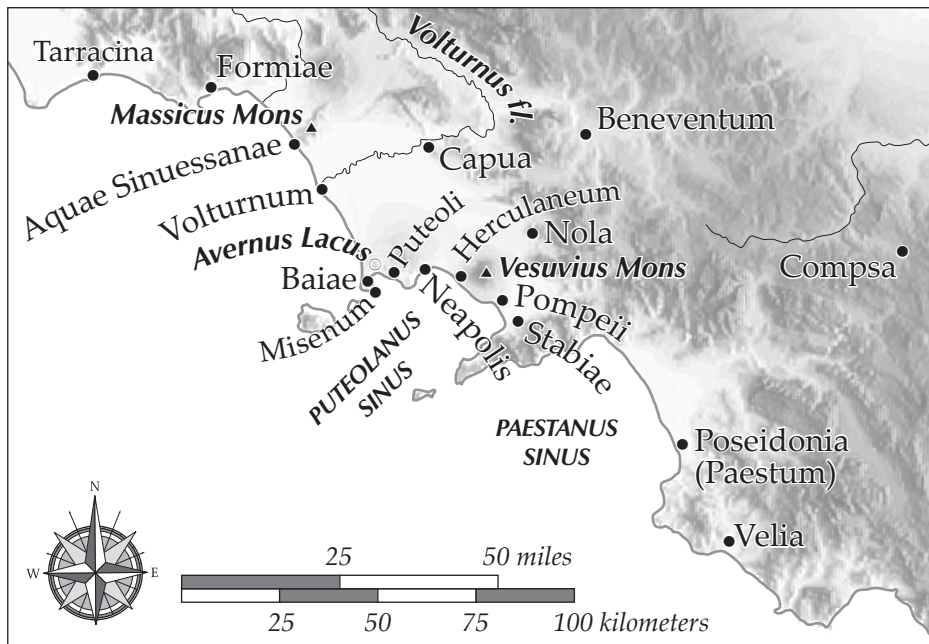 Tarracina
Formiae
Volturnus fl.
Massicus Mons
Beneventum
Capua
Aquae Sinuessanae
Volturnum
Herculaneum
Puteoli
Nola
Avernus Lacus
Vesuvius Mons
Compsa
Baiae
Misenum
Neapolis
Pompeii
Stabiae
PUTEOLANUS
SINUS
PAESTANUS
SINUS
Poseidonia
(Paestum)
Velia
N
W
E
S
25
50 miles
25
50
75
100 kilometers